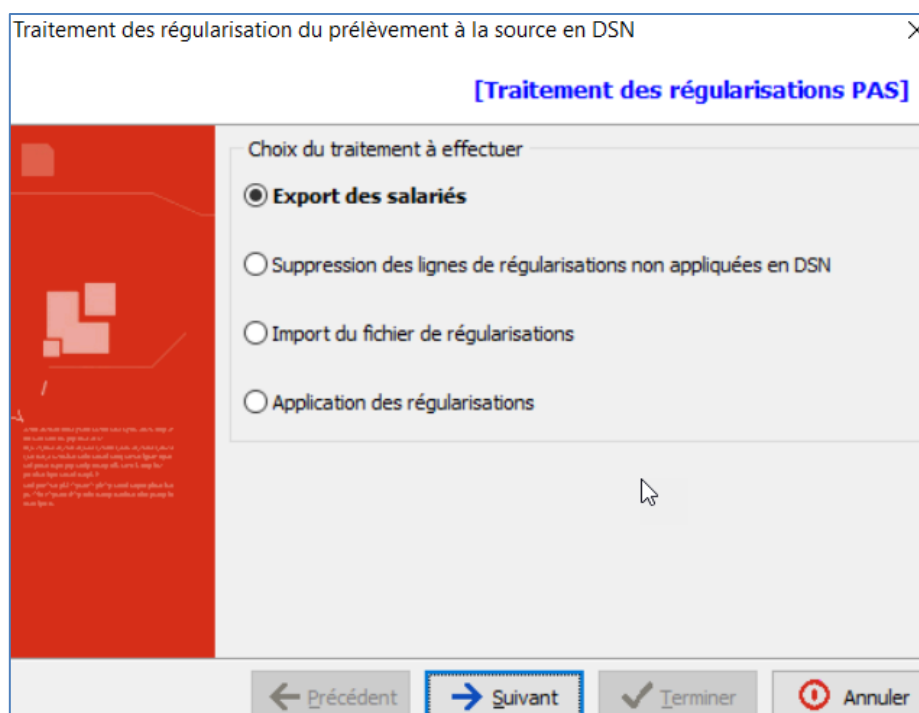 Traitement des régularisation du prélèvement à la source en DSN
[Traitement des régularisations PAS]
Choix du traitement à effectuer
Export des salariés
Suppression des lignes de régularisations non appliquées en DSN
Import du fichier de régularisations
Application des régularisations
Précédent
Suivant
Terminer
Annuler